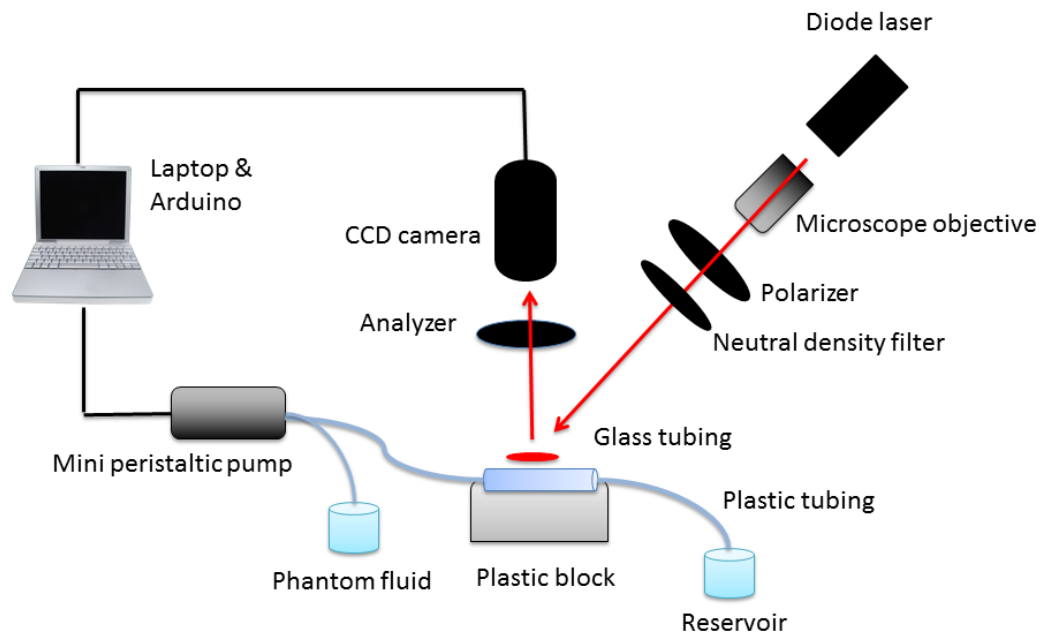 Diode laser
Laptop &
Arduino
CCD camera
Microscope objective
Polarizer
Analyzer
Neutral density filter
Glass tubing
Mini peristaltic pump
Plastic tubing
Phantom fluid
Plastic block
Reservoir